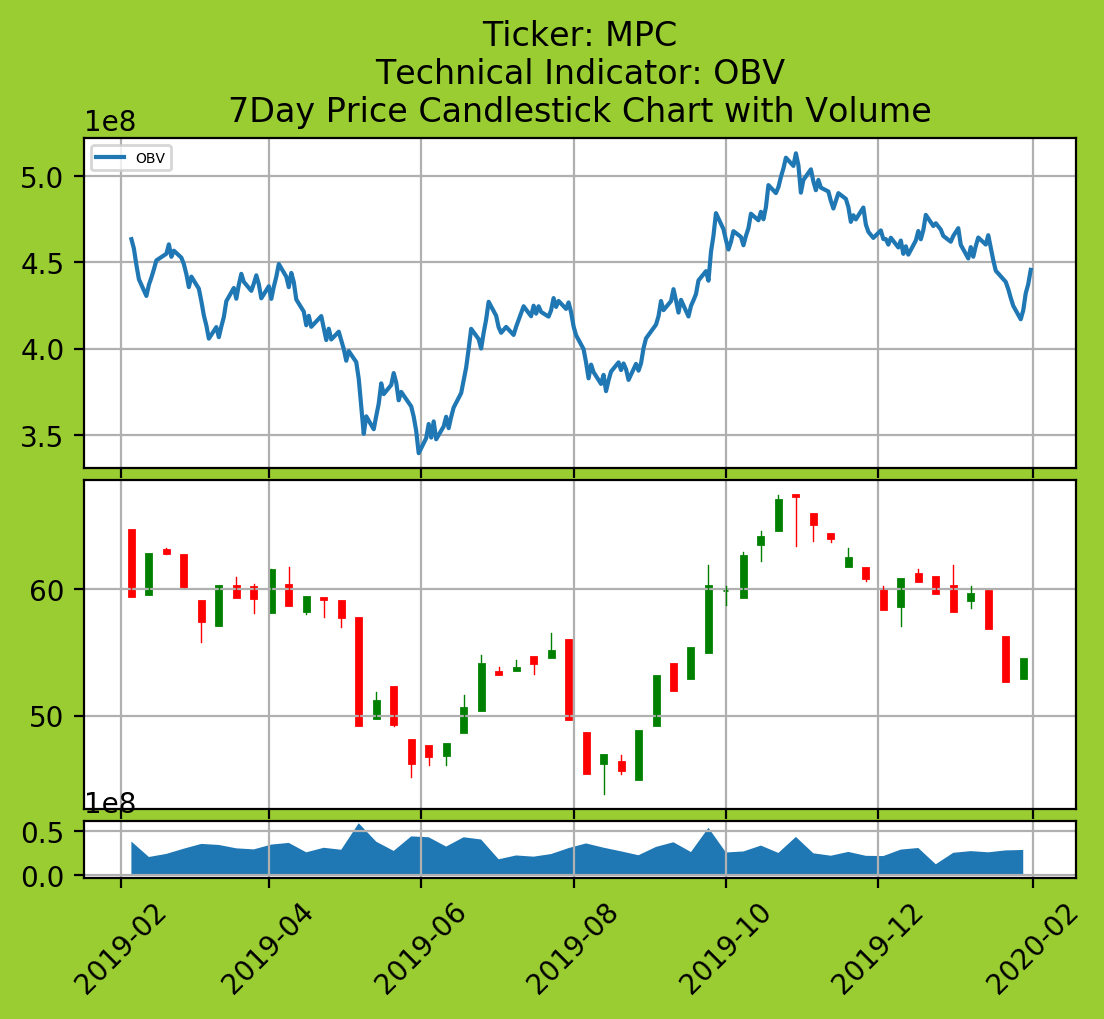 Ticker: MPC
Technical Indicator: OBV
7Day Price Candlestick Chart with Volume
1e8
OBV
5.0
4.5
4.0
3.5
60
50
1e8
0.5
0.0
2019-02 2019-04 2019-06 2019-08 2019-10 2019-12 2020-02